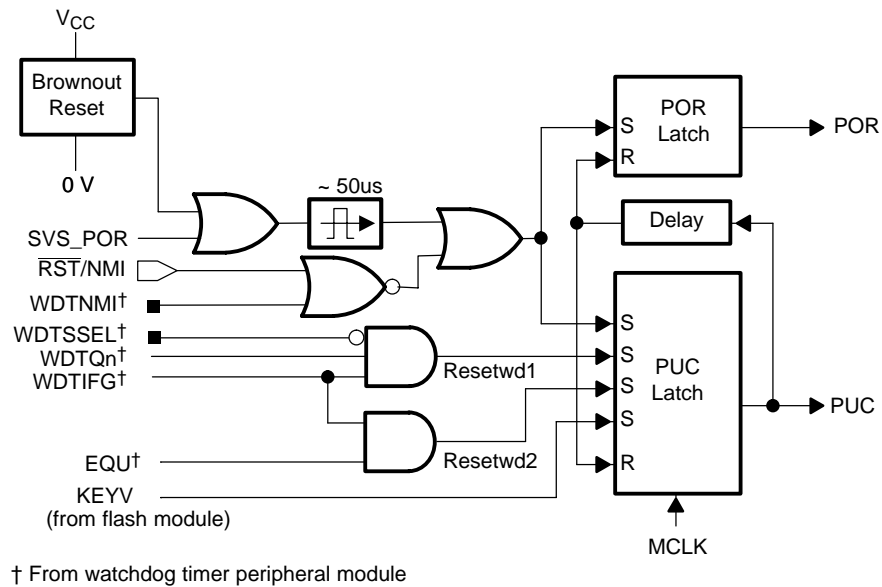 VCC
Brownout
Reset
0 V
~ 50us
SVS_POR
RST/NMI
WDTNMI†
WDTSSEL†
WDTQn†
WDTIFG†
EQU†
KEYV
(from flash module)
Resetwd1
Resetwd2
S
R
POR
Latch
POR
Delay
S
S
S
S
R
PUC
Latch
PUC
MCLK
† From watchdog timer peripheral module